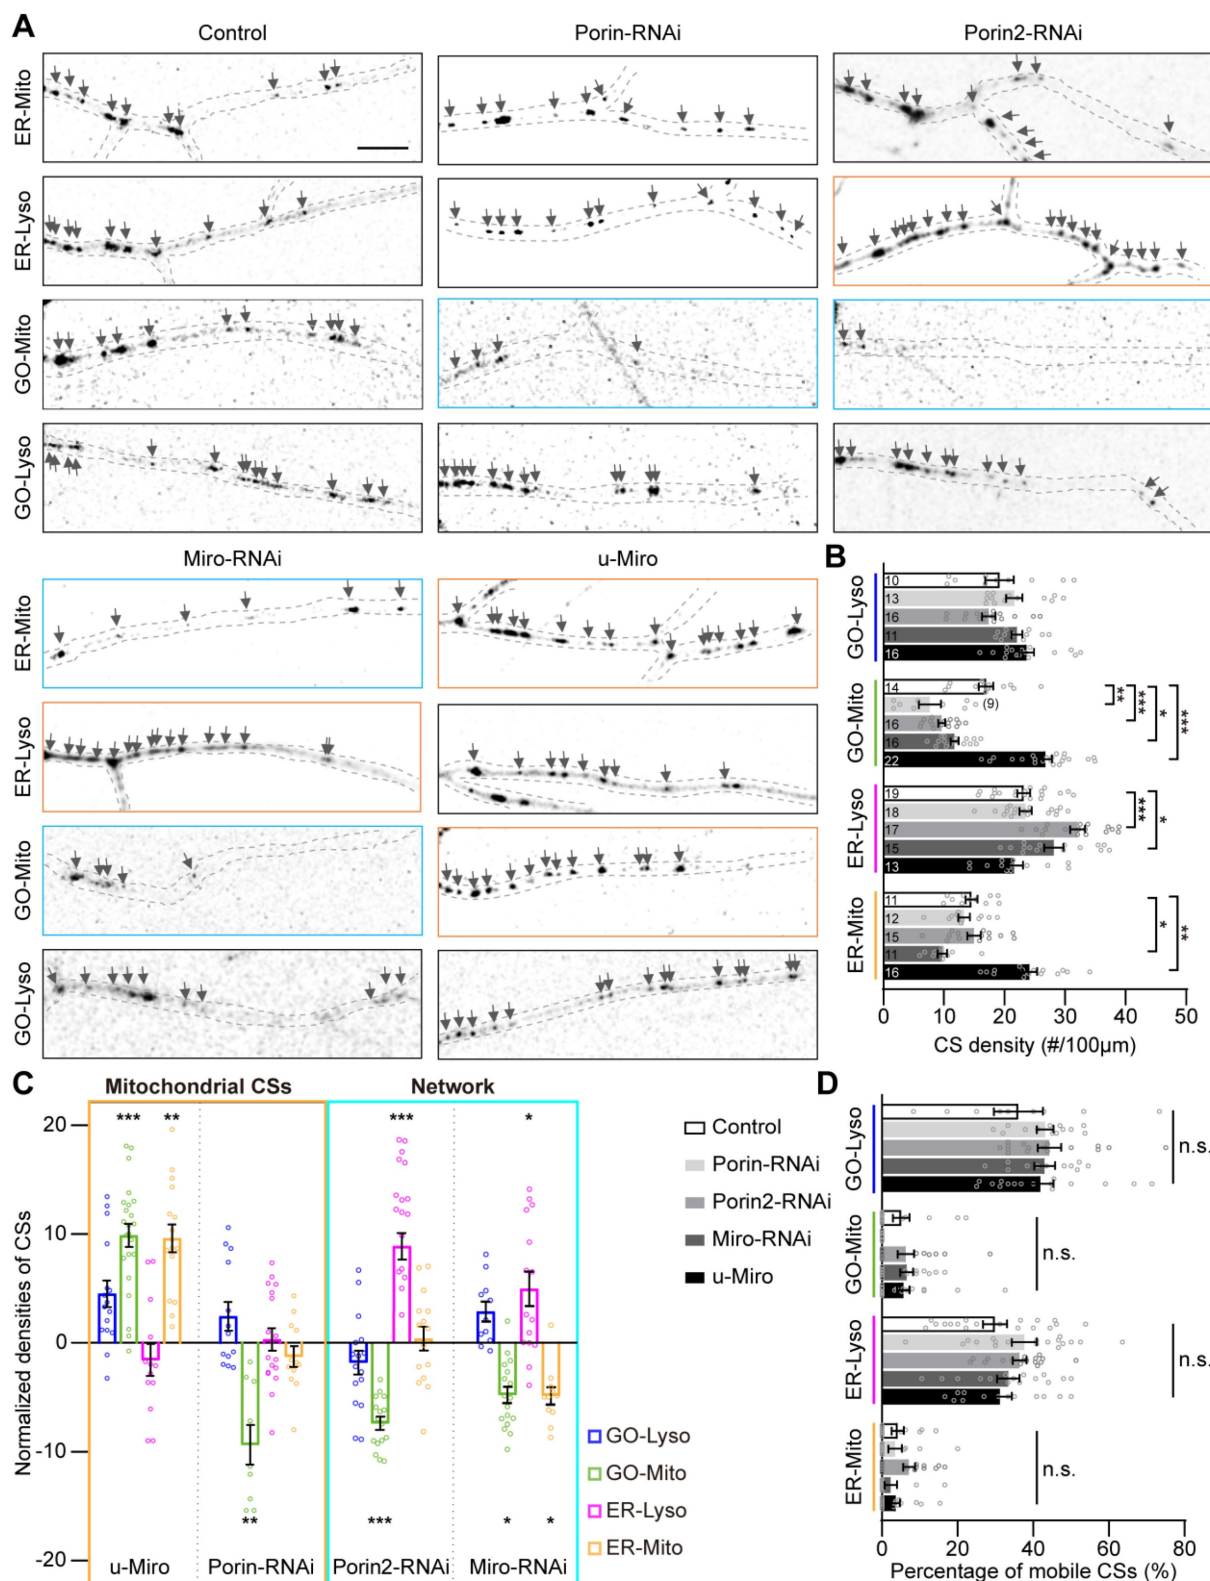 A
Control
Porin-RNAi
Porin2-RNAi
ER-Mito
ER-Lyso
GO-Mito
GO-Lyso
Miro-RNAi
u-Miro
ER-Mito
ER-Lyso
GO-Mito
GO-Lyso
B
GO-Lyso
10
13
16
11
16
GO-Mito
14
(9)
16
16
22
**
***
*
***
ER-Lyso
19
18
17
15
13
***
*
ER-Mito
11
12
15
11
16
*
**
0
10
20
30
40
50
CS density (#/100μm)
C
Mitochondrial CSs
Network
Normalized densities of CSs
20
10
0
-10
-20
***
**
***
*
**
***
*
*
u-Miro
Porin-RNAi
Porin2-RNAi
Miro-RNAi
Control
Porin-RNAi
Porin2-RNAi
Miro-RNAi
u-Miro
GO-Lyso
GO-Mito
ER-Lyso
ER-Mito
D
GO-Lyso
n.s.
GO-Mito
n.s.
ER-Lyso
n.s.
ER-Mito
n.s.
0
20
40
60
80
Percentage of mobile CSs (%)